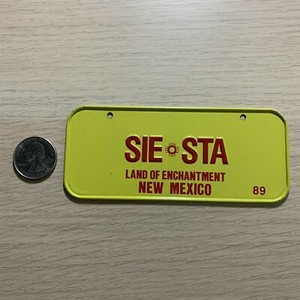 SIE STA
LAND OF ENCHANTMENT
NEW MEXICO
89